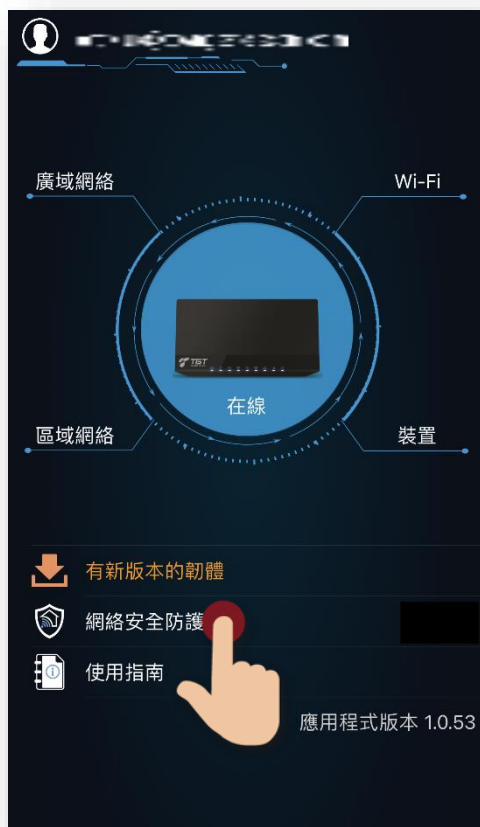 廣域網絡
Wi-Fi
TGT
在線
區域網絡
裝置
有新版本的韌體
網絡安全防護
使用指南
應用程式版本 1.0.53